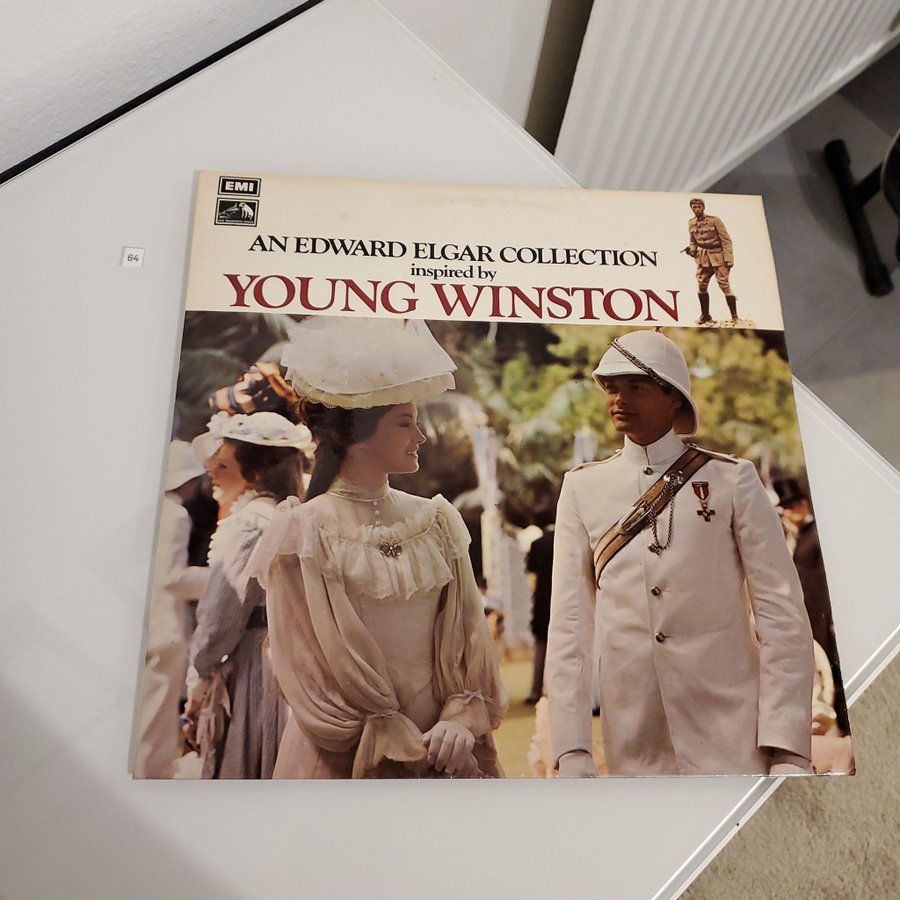 EMI
64
AN EDWARD ELGAR COLLECTION
inspired by
YOUNG WINSTON